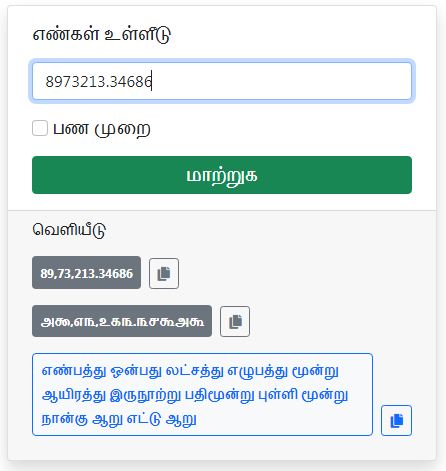 எண்கள் உள்ளீடு
8973213.34686
பண முறை
மாற்றுக
வெளியீடு
89,73,213.34686
௮௯,௭௩,௨௧௩.௩௪௬௮௬
எண்பத்து ஒன்பது லட்சத்து எழுபத்து மூன்று
ஆயிரத்து இருநூற்று பதிமூன்று புள்ளி மூன்று
நான்கு ஆறு எட்டு ஆறு